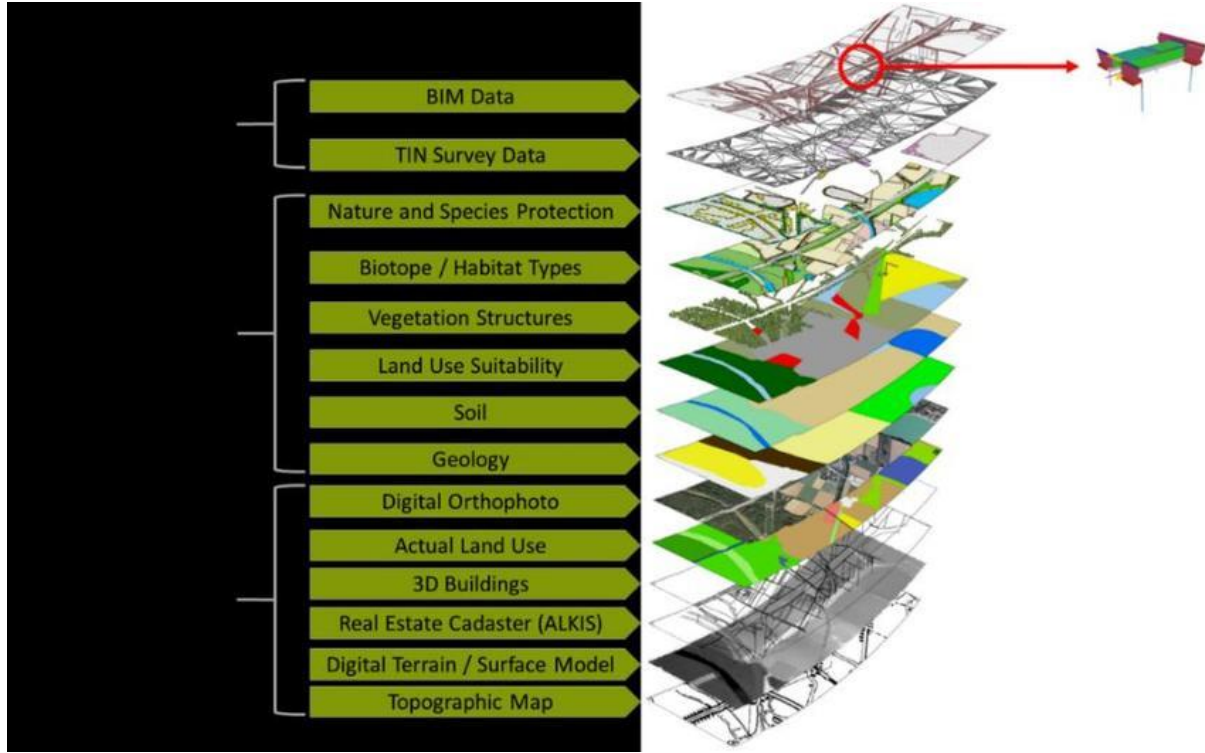 BIM Data
TIN Survey Data
Nature and Species Protection
Biotope / Habitat Types
Vegetation Structures
Land Use Suitability
Soil
Geology
Digital Orthophoto
Actual Land Use
3D Buildings
Real Estate Cadaster (ALKIS)
Digital Terrain / Surface Model
Topographic Map